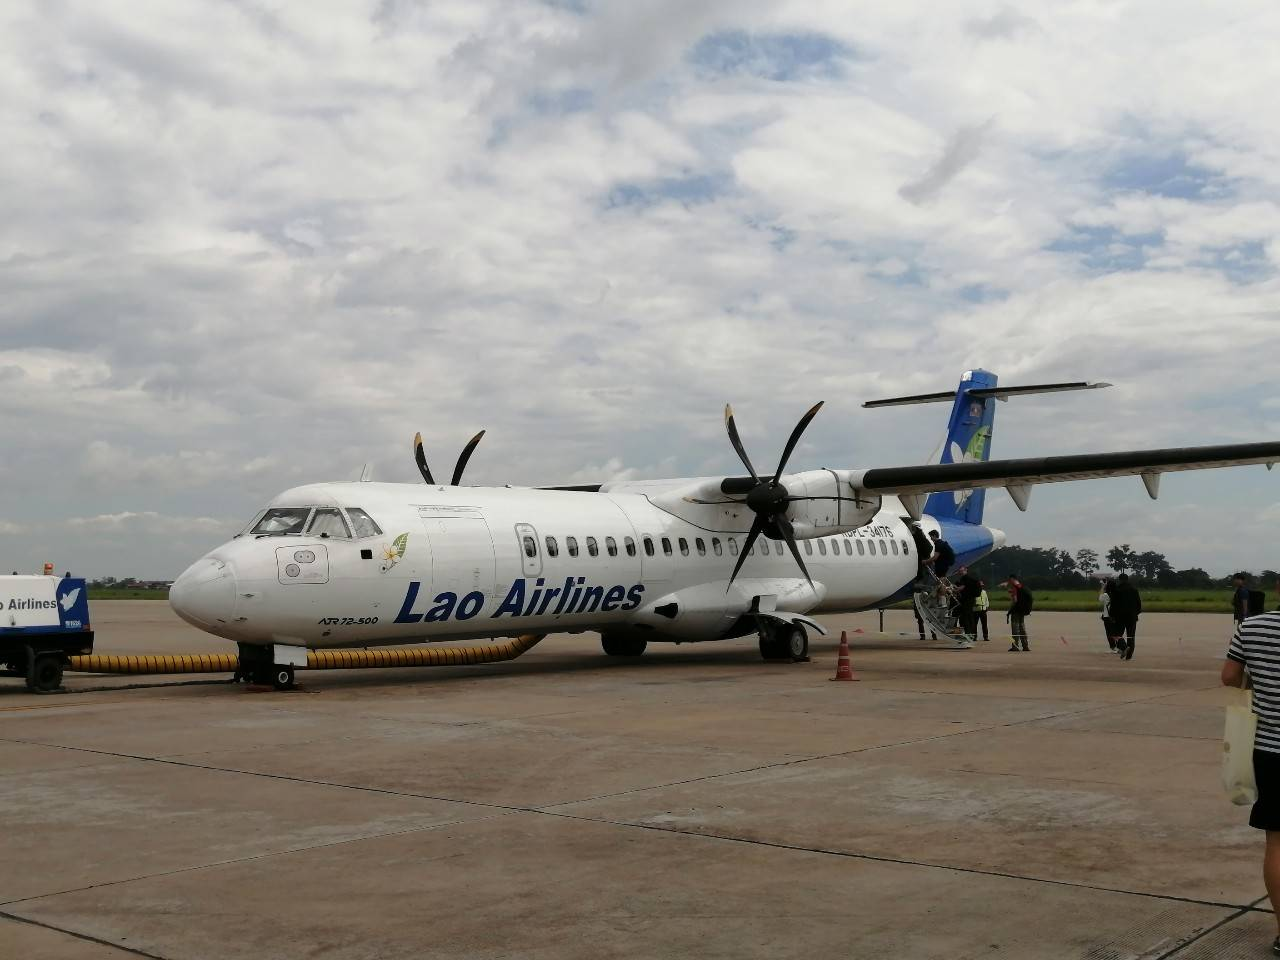 Lao Airlines
ATR 72-500
RDPL-34176
o Airlines